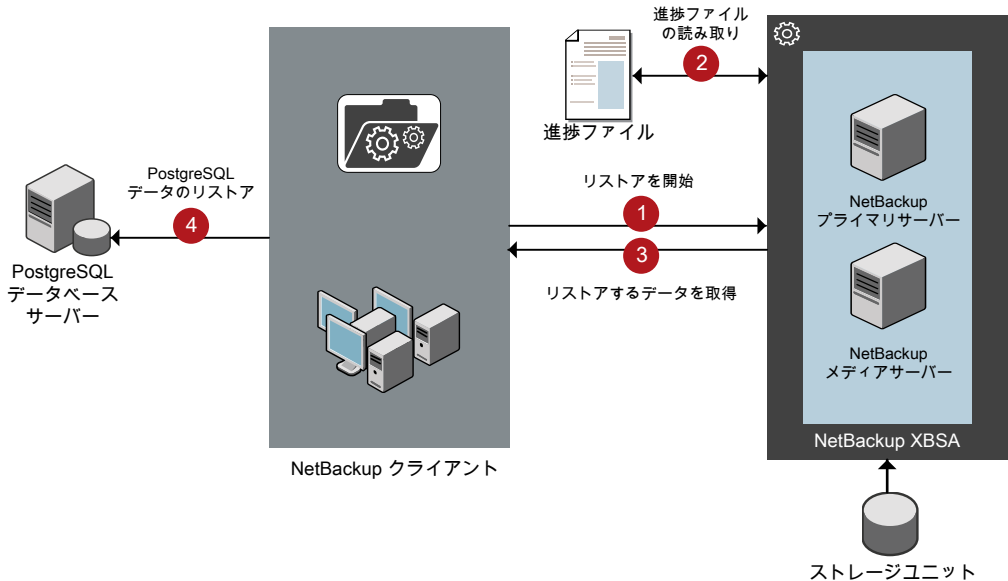 進捗ファイル
の読み取り
2
進捗ファイル
PostgreSQL
データのリストア
4
リストアを開始
1
3
リストアするデータを取得
PostgreSQL
データベース
サーバー
NetBackup
プライマリサーバー
NetBackup
メディアサーバー
NetBackup XBSA
NetBackup クライアント
ストレージユニット